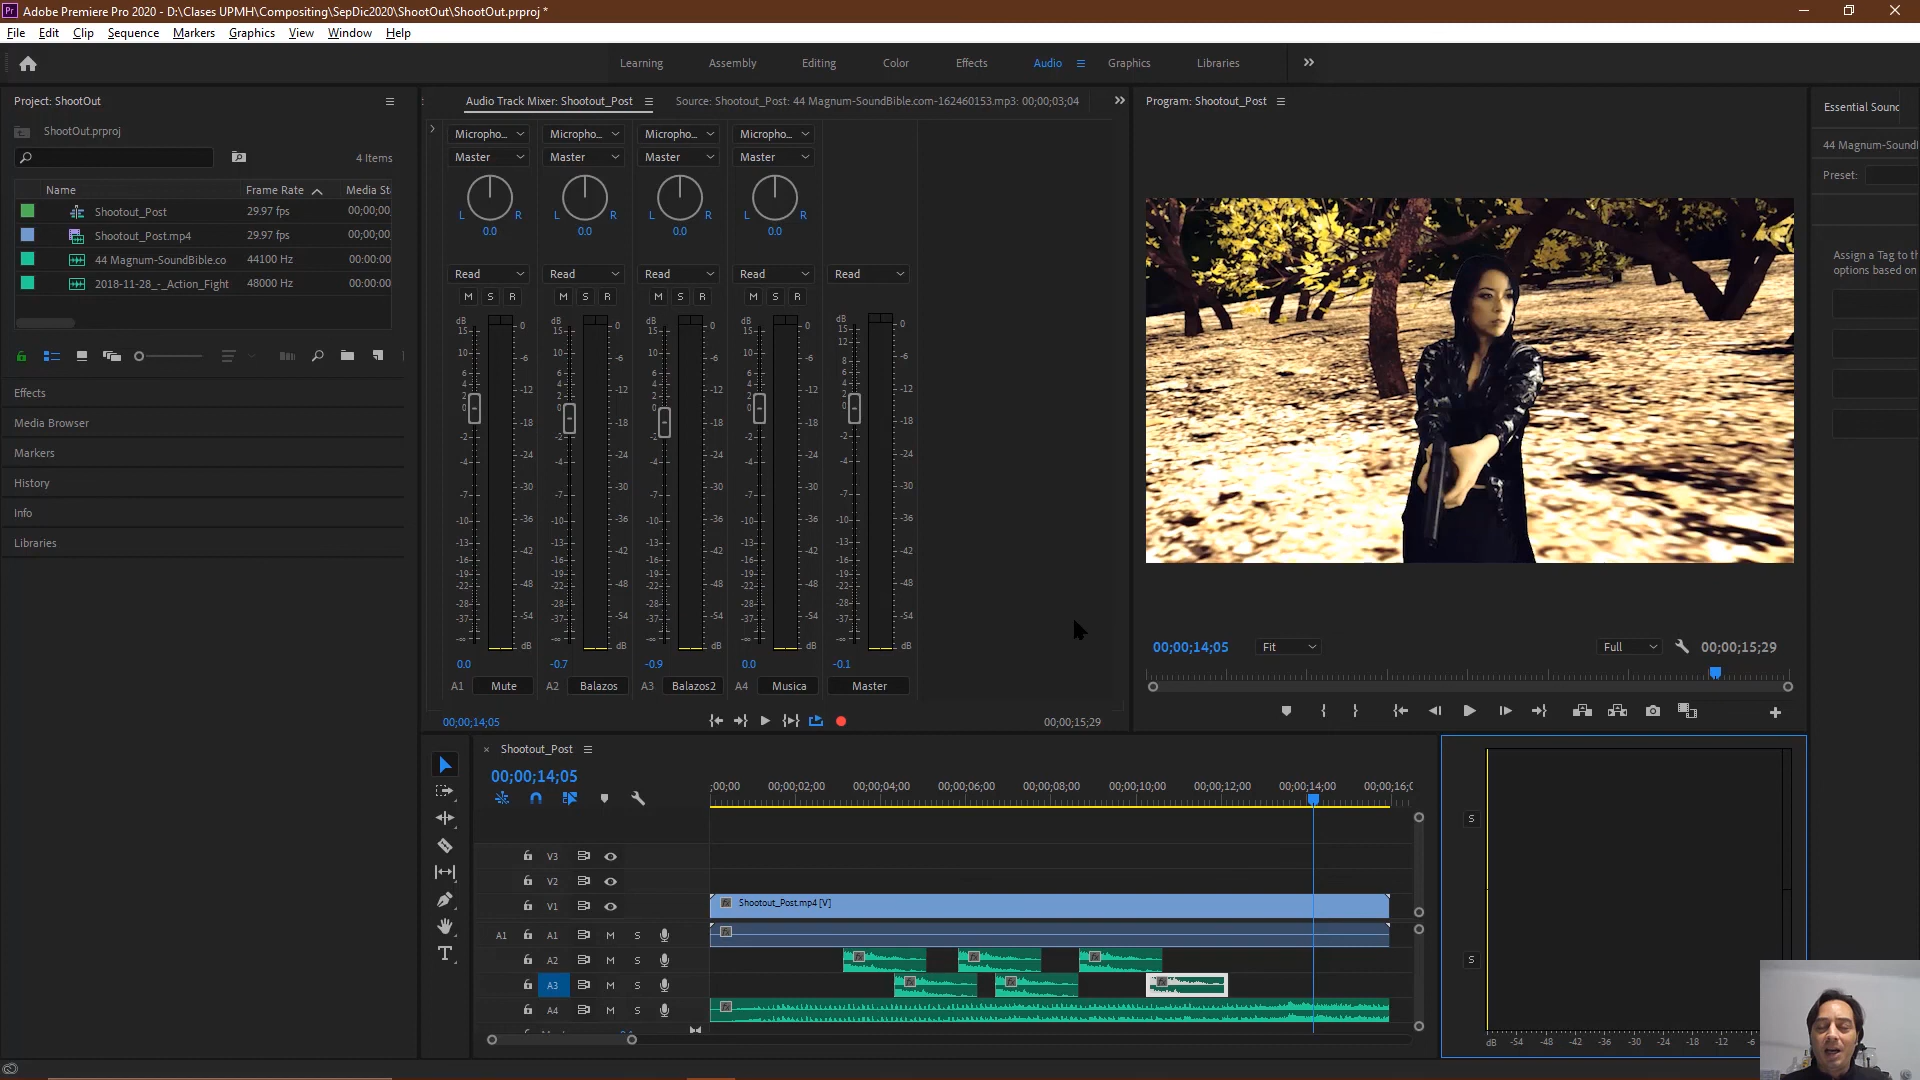 Adobe Premiere Pro 2020 - D:\Clases UPMH\Compositing\SepDic2020\ShootOut\ShootOut.prproj *
File Edit Clip Sequence Markers Graphics View Window Help
Learning Assembly Editing Color Effects Audio Graphics Libraries
Project: ShootOut
ShootOut.prproj
4 Items
Name Frame Rate Media St
Shootout_Post 29.97 fps 00;00;00
Shootout_Post.mp4 29.97 fps 00;00;00
44 Magnum-SoundBible.co 44100 Hz 00:00:00
2018-11-28_-_Action_Fight 48000 Hz 00:00:00
Effects
Media Browser
Markers
History
Info
Libraries
Audio Track Mixer: Shootout_Post
Source: Shootout_Post: 44 Magnum-SoundBible.com-162460153.mp3: 00;00;03;04
Micropho... Micropho... Micropho... Micropho...
Master Master Master Master
L R L R L R L R
0.0 0.0 0.0 0.0
Read Read Read Read Read
M S R M S R M S R M S R
0.0 -0.7 -0.9 0.0 -0.1
A1 Mute A2 Balazos A3 Balazos2 A4 Musica Master
00;00;14;05 00;00;15;29
Program: Shootout_Post
00;00;14;05 Fit Full 00;00;15;29
Essential Sound
44 Magnum-SoundI
Preset:
Assign a Tag to th
options based on
Shootout_Post
00;00;14;05
;00;00 00;00;02;00 00;00;04;00 00;00;06;00 00;00;08;00 00;00;10;00 00;00;12;00 00;00;14;00 00;00;16;0
V3
V2
V1 Shootout_Post.mp4 [V]
A1 A1 M S
A2 M S
A3 M S
A4 M S
S
S
dB -54 -48 -42 -36 -30 -24 -18 -12 -6